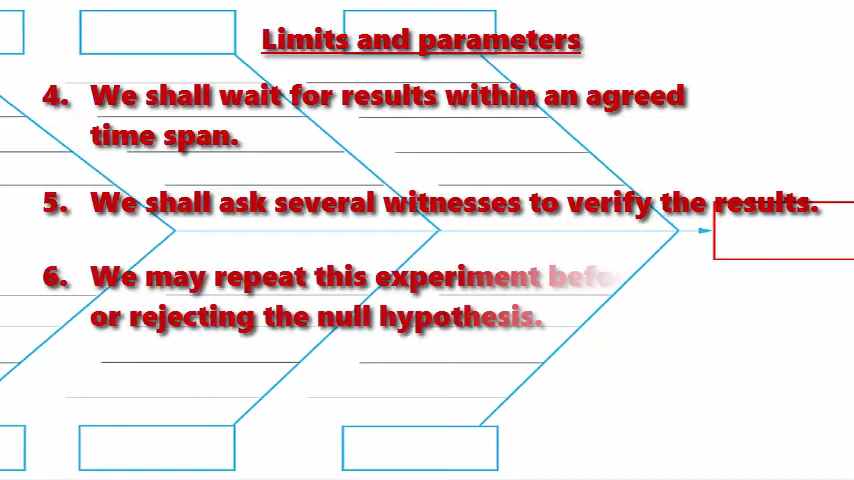 Limits and parameters
4. We shall wait for results within an agreed
time span.
5. We shall ask several witnesses to verify the results.
6. We may repeat this experiment
or rejecting the null hypothesis.